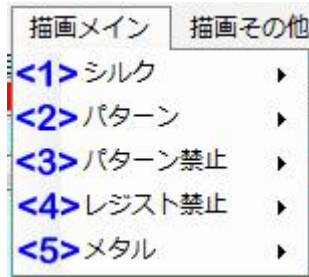 描画メイン 描画その他
<1>シルク
<2>パターン
<3>パターン禁止
<4>レジスト禁止
<5>メタル